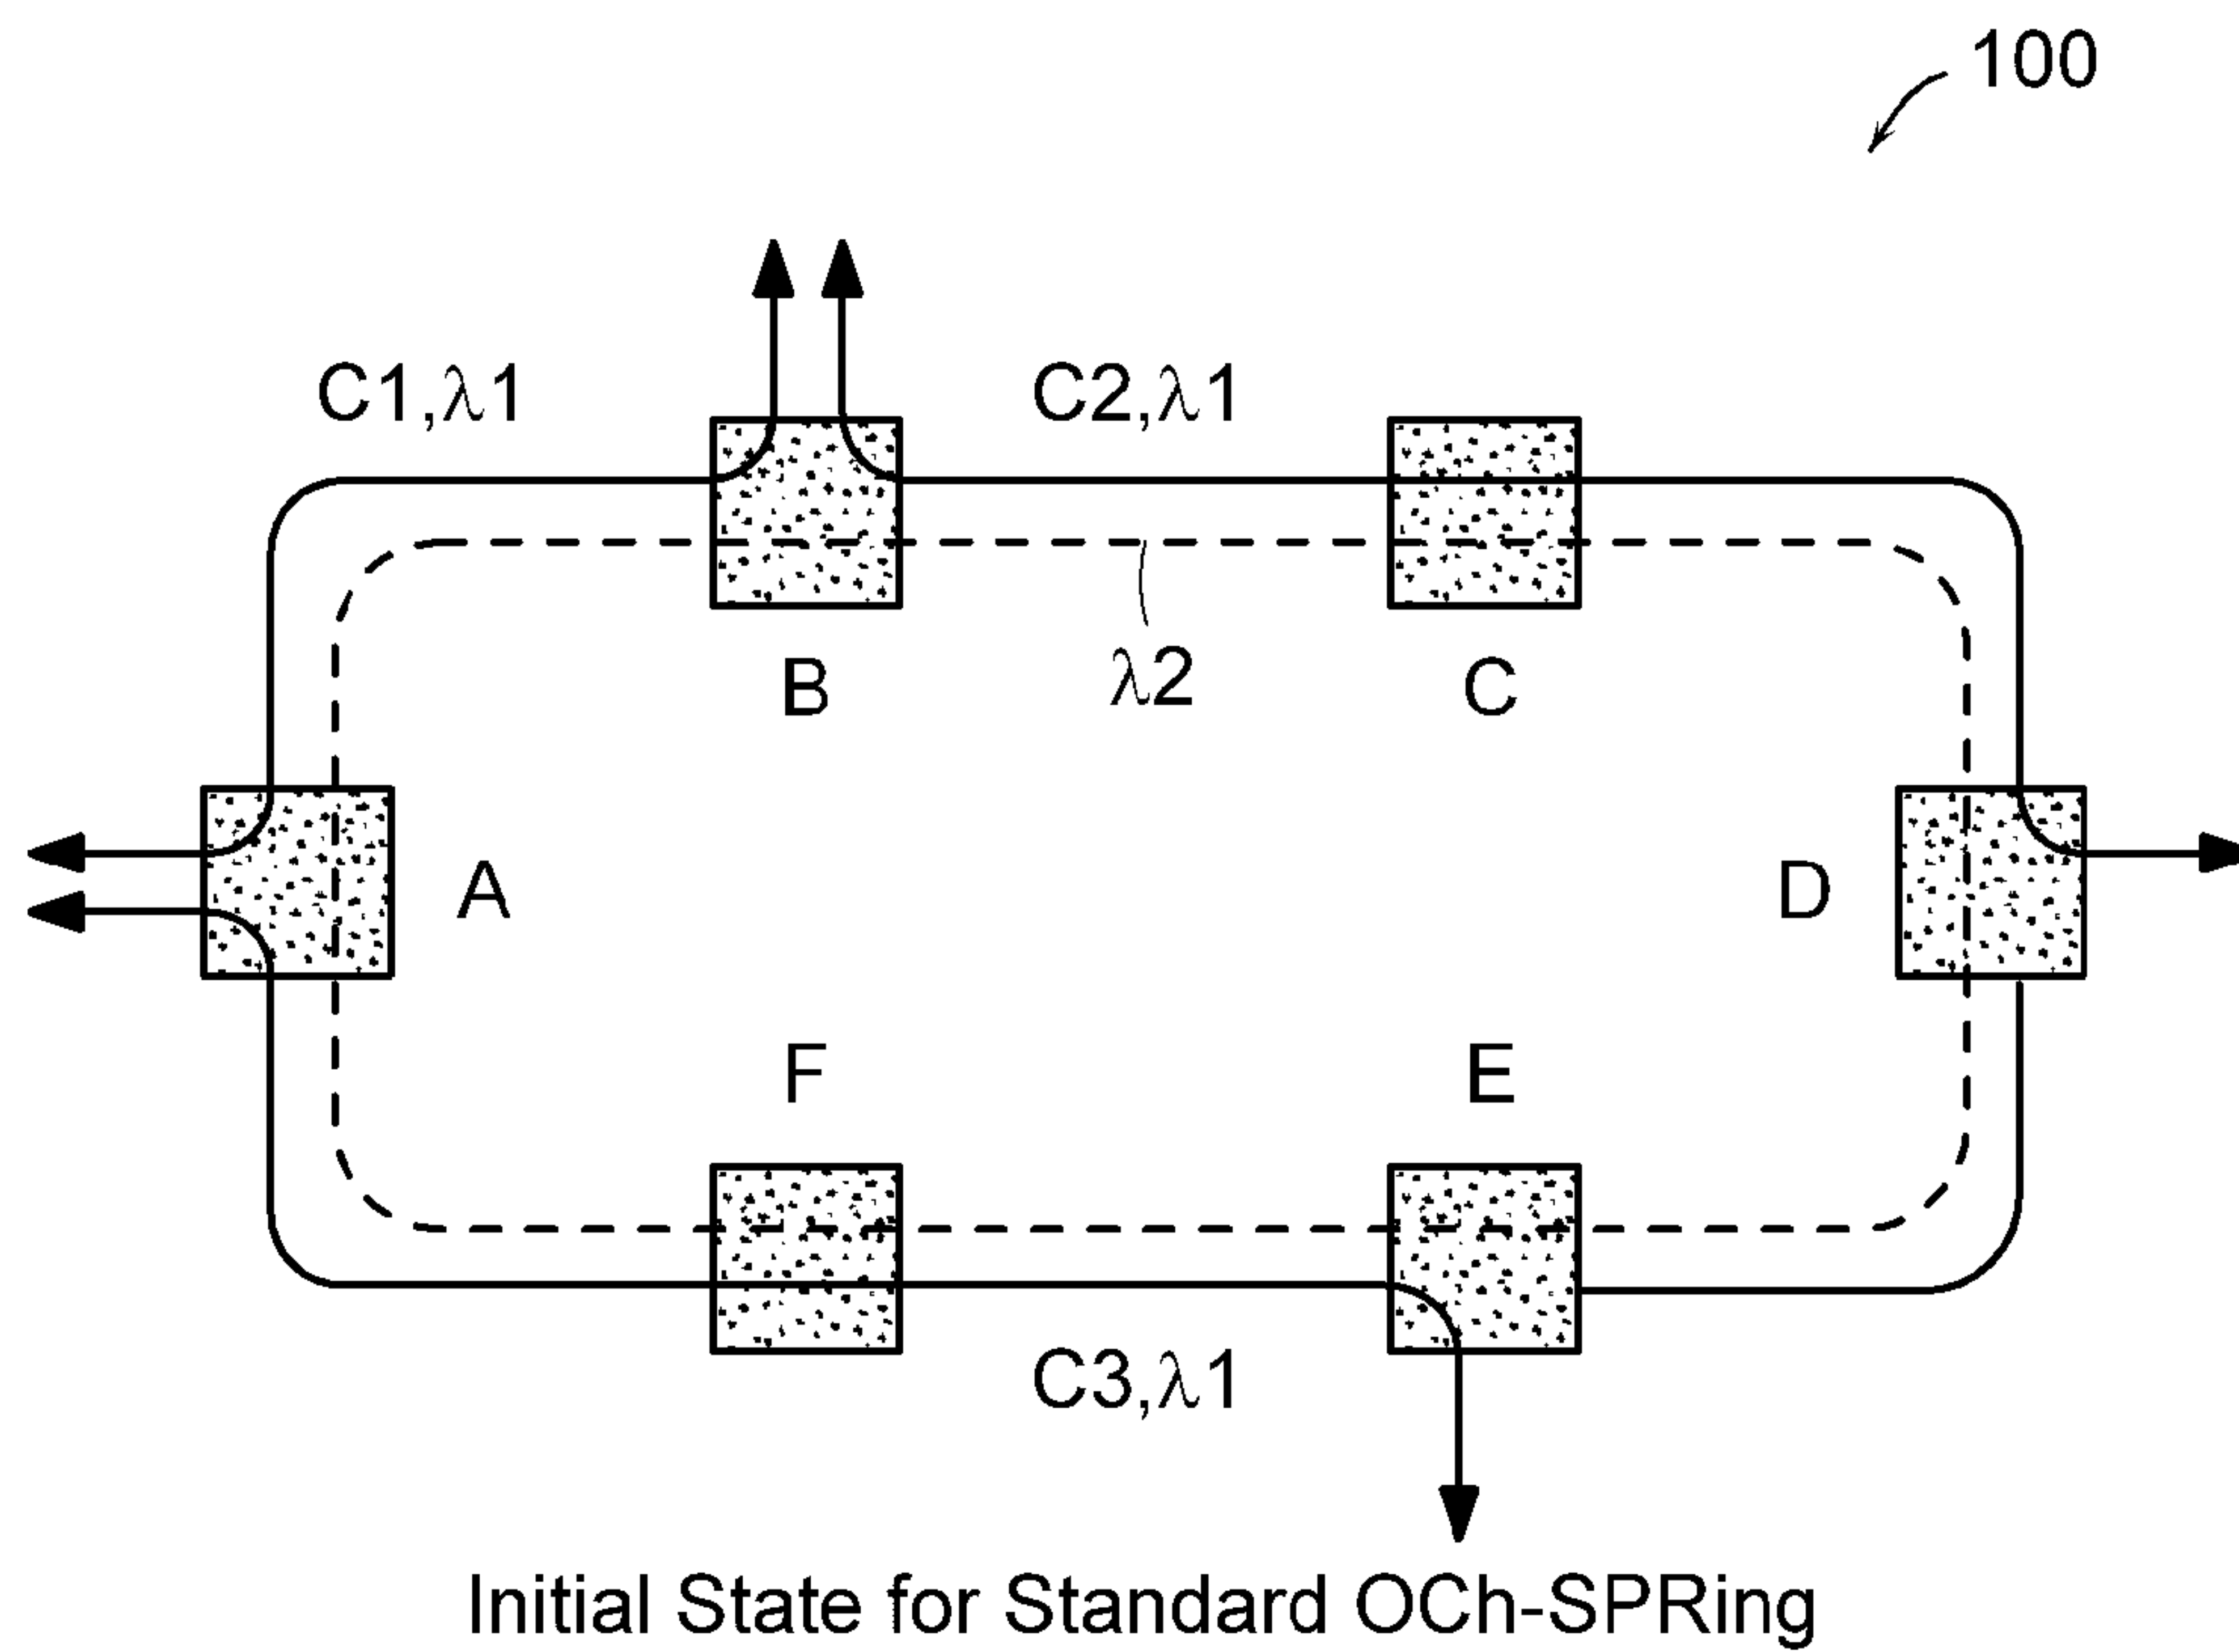 100
C1,λ1
C2,λ1
B
λ2
C
A
D
F
E
C3,λ1
Initial State for Standard OCh-SPRing